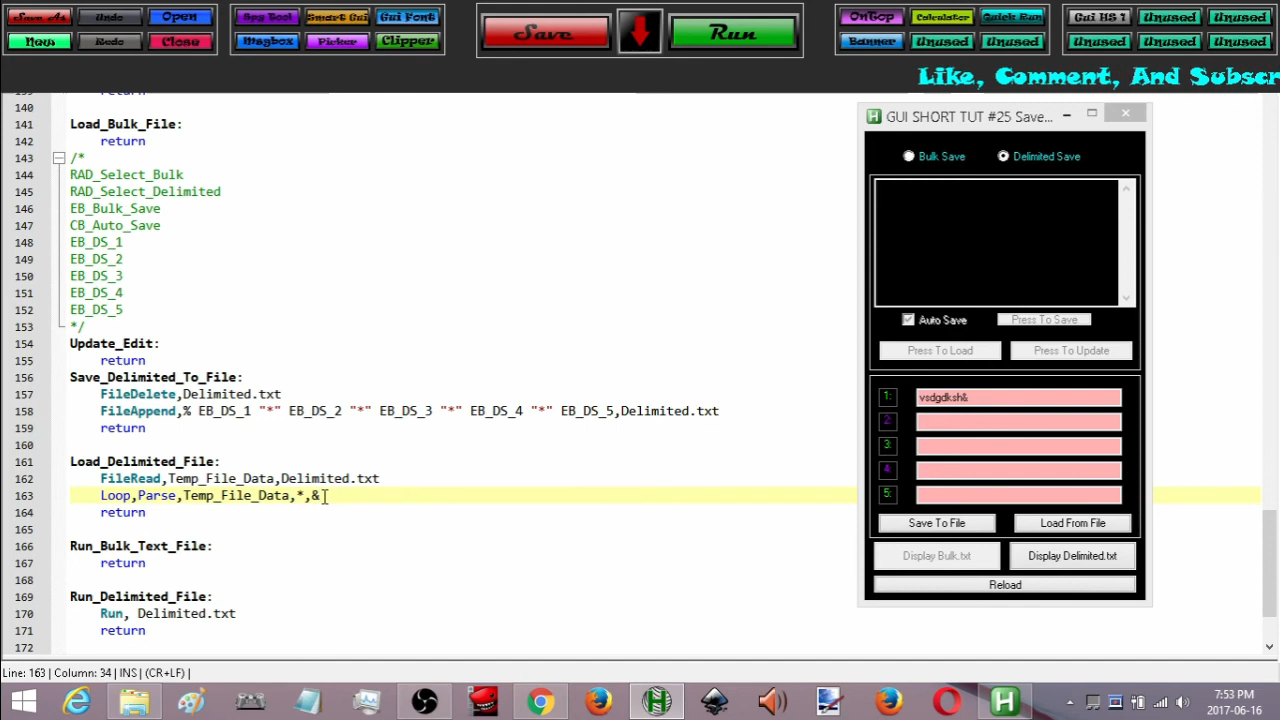 Save As Undo Open Spy Tool Smart Gui Gui Font Save Run OnTop Calculator Quick Run Gui HS 1 Unused Unused
New Redo Close Msgbox Picker Clipper Banner Unused Unused Unused Unused Unused
Like, Comment, And Subscr
139 return
140
141 Load_Bulk_File:
142 return
143 /*
144 RAD_Select_Bulk
145 RAD_Select_Delimited
146 EB_Bulk_Save
147 CB_Auto_Save
148 EB_DS_1
149 EB_DS_2
150 EB_DS_3
151 EB_DS_4
152 EB_DS_5
153 */
154 Update_Edit:
155 return
156 Save_Delimited_To_File:
157 FileDelete,Delimited.txt
158 FileAppend,% EB_DS_1 "*" EB_DS_2 "*" EB_DS_3 "*" EB_DS_4 "*" EB_DS_5,Delimited.txt
159 return
160
161 Load_Delimited_File:
162 FileRead,Temp_File_Data,Delimited.txt
163 Loop,Parse,Temp_File_Data,*,&
164 return
165
166 Run_Bulk_Text_File:
167 return
168
169 Run_Delimited_File:
170 Run, Delimited.txt
171 return
172
GUI SHORT TUT #25 Save...
Bulk Save Delimited Save
Auto Save Press To Save
Press To Load Press To Update
1: vsdgdksh&
2:
3:
4:
5:
Save To File Load From File
Display Bulk.txt Display Delimited.txt
Reload
Line: 163 | Column: 34 | INS | (CR+LF) |
7:53 PM
2017-06-16